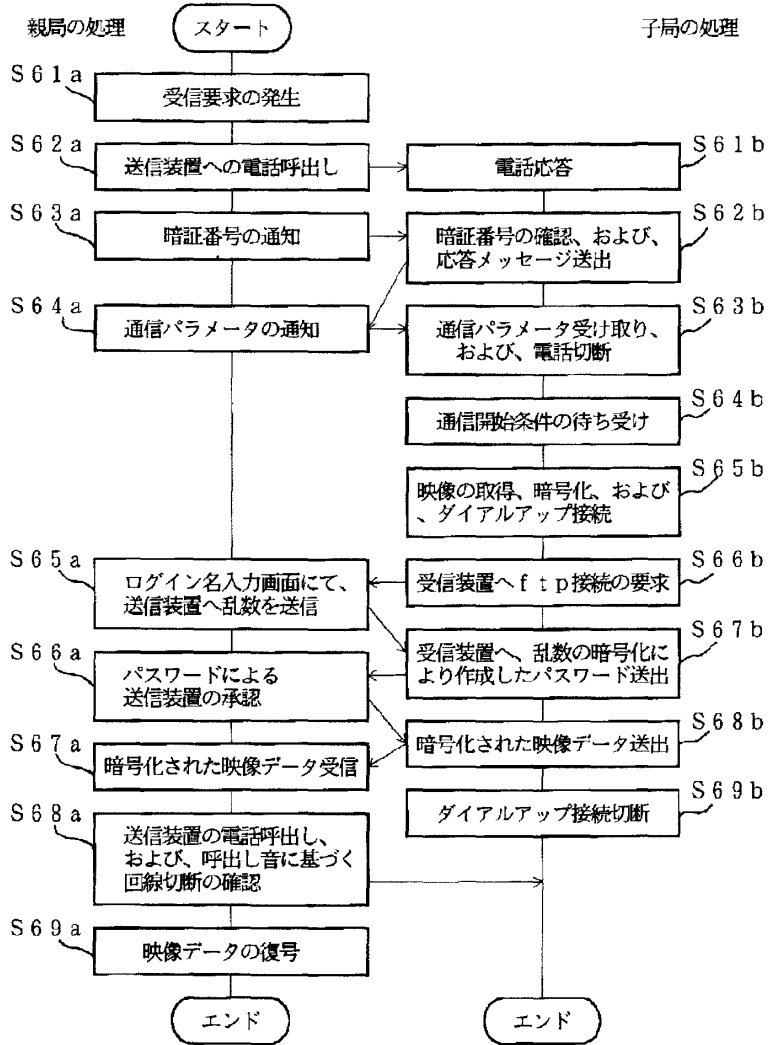 親局の処理
スタート
子局の処理
S61a
受信要求の発生
S62a
送信装置への電話呼出し
S61b
電話応答
S63a
暗証番号の通知
S62b
暗証番号の確認、および、
応答メッセージ送出
S64a
通信パラメータの通知
S63b
通信パラメータ受け取り、
および、電話切断
S64b
通信開始条件の待ち受け
S65b
映像の取得、暗号化、および
、ダイアルアップ接続
S65a
ログイン名入力画面にて、
送信装置へ乱数を送信
S66b
受信装置へftp接続の要求
S67b
受信装置へ、乱数の暗号化に
より作成したパスワード送出
S66a
パスワードによる
送信装置の承認
S68b
暗号化された映像データ送出
S67a
暗号化された映像データ受信
S69b
ダイアルアップ接続切断
S68a
送信装置の電話呼出し、
および、呼出し音に基づく
回線切断の確認
S69a
映像データの復号
エンド
エンド